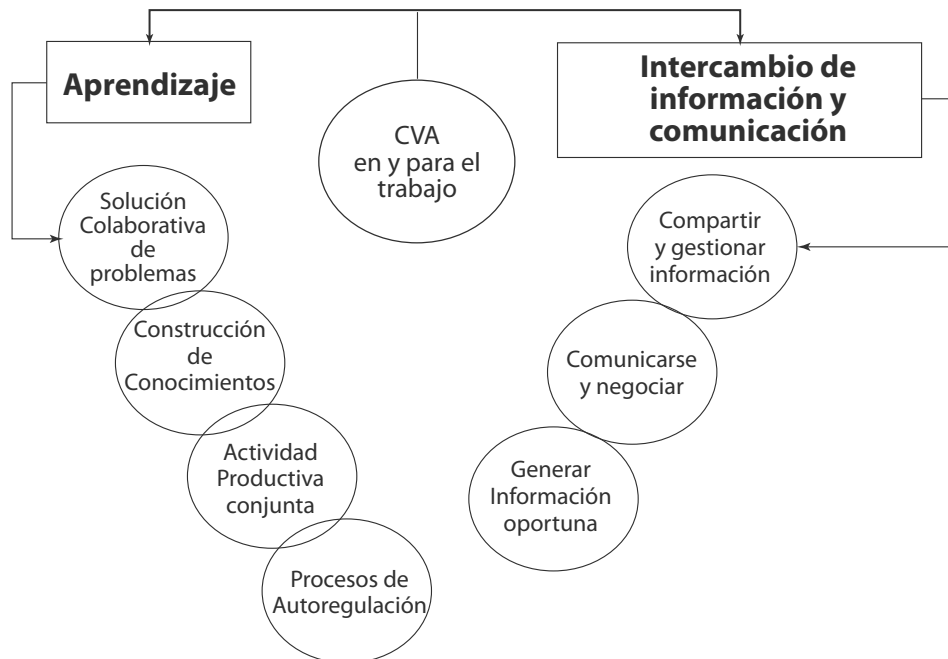 Aprendizaje
CVA
en y para el
trabajo
Intercambio de
información y
comunicación
Solución
Colaborativa
de
problemas
Construcción
de
Conocimientos
Actividad
Productiva
conjunta
Procesos de
Autoregulación
Compartir
y gestionar
información
Comunicarse
y negociar
Generar
Información
oportuna